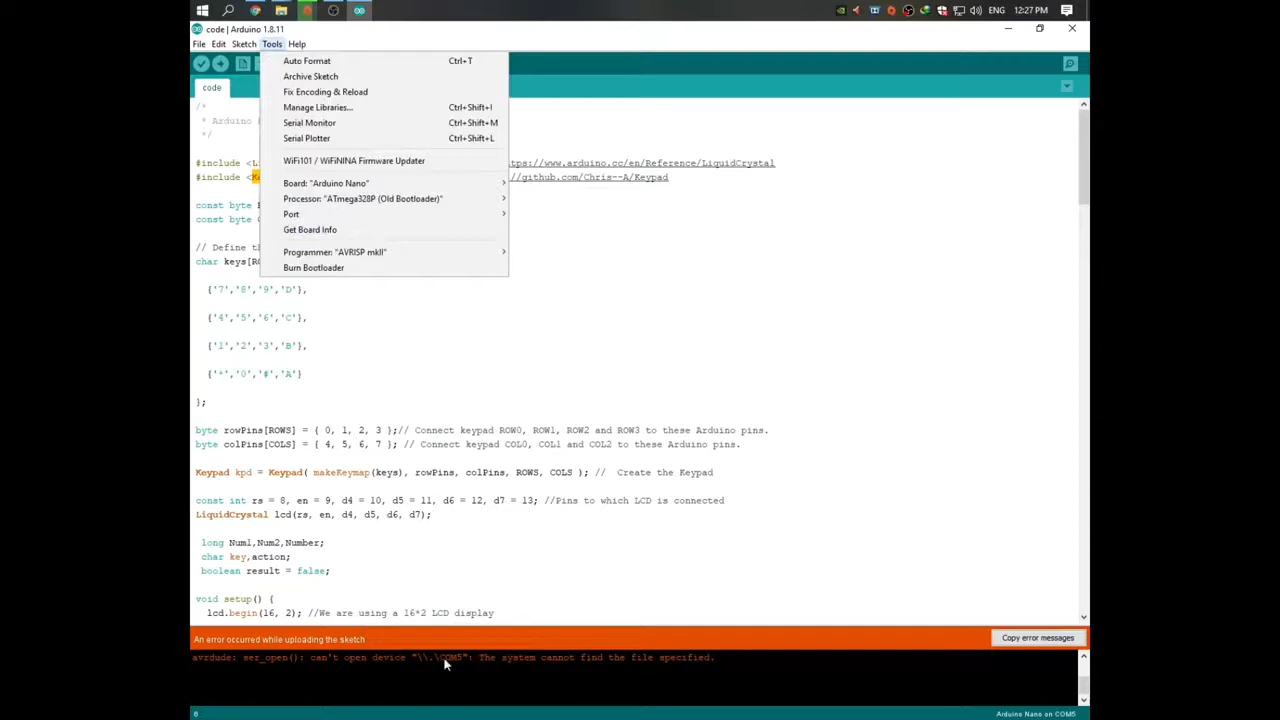 ENG 12:27 PM
code | Arduino 1.8.11
File Edit Sketch Tools Help
Auto Format Ctrl+T
Archive Sketch
Fix Encoding & Reload
Manage Libraries... Ctrl+Shift+I
Serial Monitor Ctrl+Shift+M
Serial Plotter Ctrl+Shift+L
WiFi101 / WiFiNINA Firmware Updater
Board: "Arduino Nano"
Processor: "ATmega328P (Old Bootloader)"
Port
Get Board Info
Programmer: "AVRISP mkII"
Burn Bootloader
code
/*
* Arduino
*/
#include <L ttps://www.arduino.cc/en/Reference/LiquidCrystal
#include <Ke //github.com/Chris--A/Keypad
const byte
const byte
// Define th
char keys[RO
{'7','8','9','D'},
{'4','5','6','C'},
{'1','2','3','B'},
{'*','0','#','A'}
};
byte rowPins[ROWS] = { 0, 1, 2, 3 };// Connect keypad ROW0, ROW1, ROW2 and ROW3 to these Arduino pins.
byte colPins[COLS] = { 4, 5, 6, 7 }; // Connect keypad COL0, COL1 and COL2 to these Arduino pins.
Keypad kpd = Keypad( makeKeymap(keys), rowPins, colPins, ROWS, COLS ); // Create the Keypad
const int rs = 8, en = 9, d4 = 10, d5 = 11, d6 = 12, d7 = 13; //Pins to which LCD is connected
LiquidCrystal lcd(rs, en, d4, d5, d6, d7);
long Num1,Num2,Number;
char key,action;
boolean result = false;
void setup() {
lcd.begin(16, 2); //We are using a 16*2 LCD display
An error occurred while uploading the sketch
Copy error messages
avrdude: ser_open(): can't open device "\\.\COM5": The system cannot find the file specified.
8 Arduino Nano on COM5